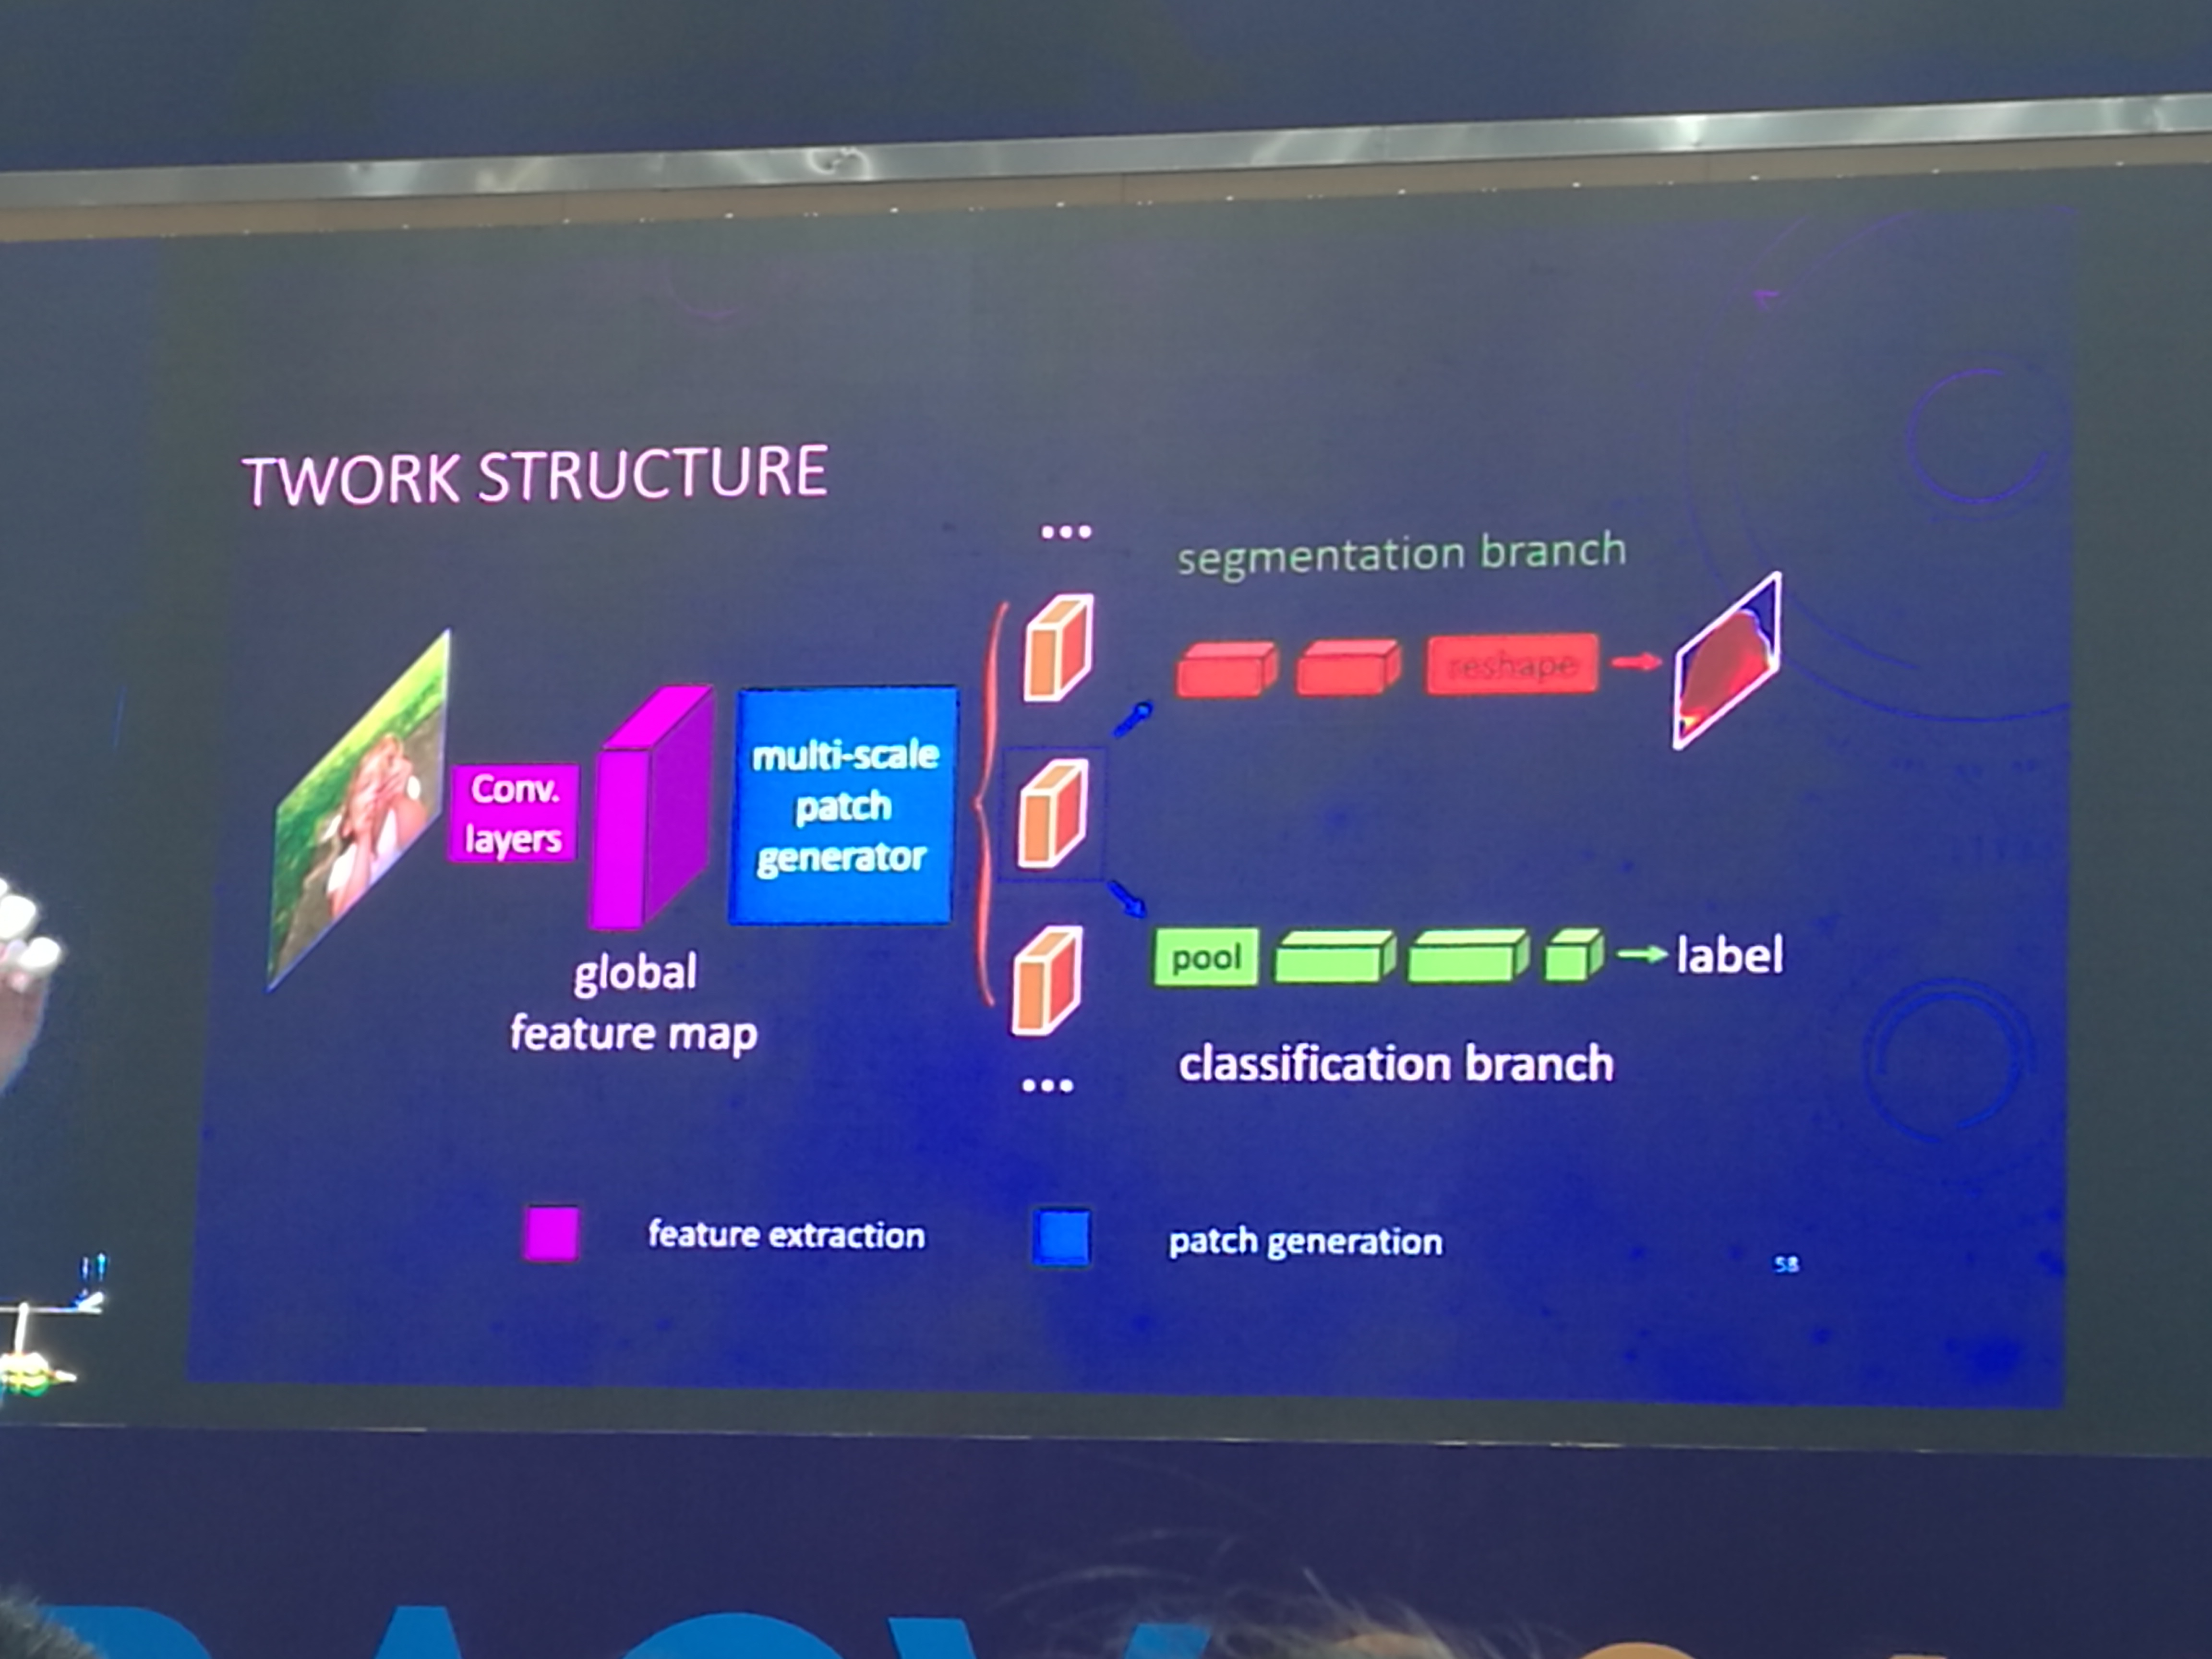 TWORK STRUCTURE
...
segmentation branch
reshape
Conv.
layers
multi-scale
patch
generator
global
feature map
pool
label
classification branch
...
feature extraction
patch generation
58